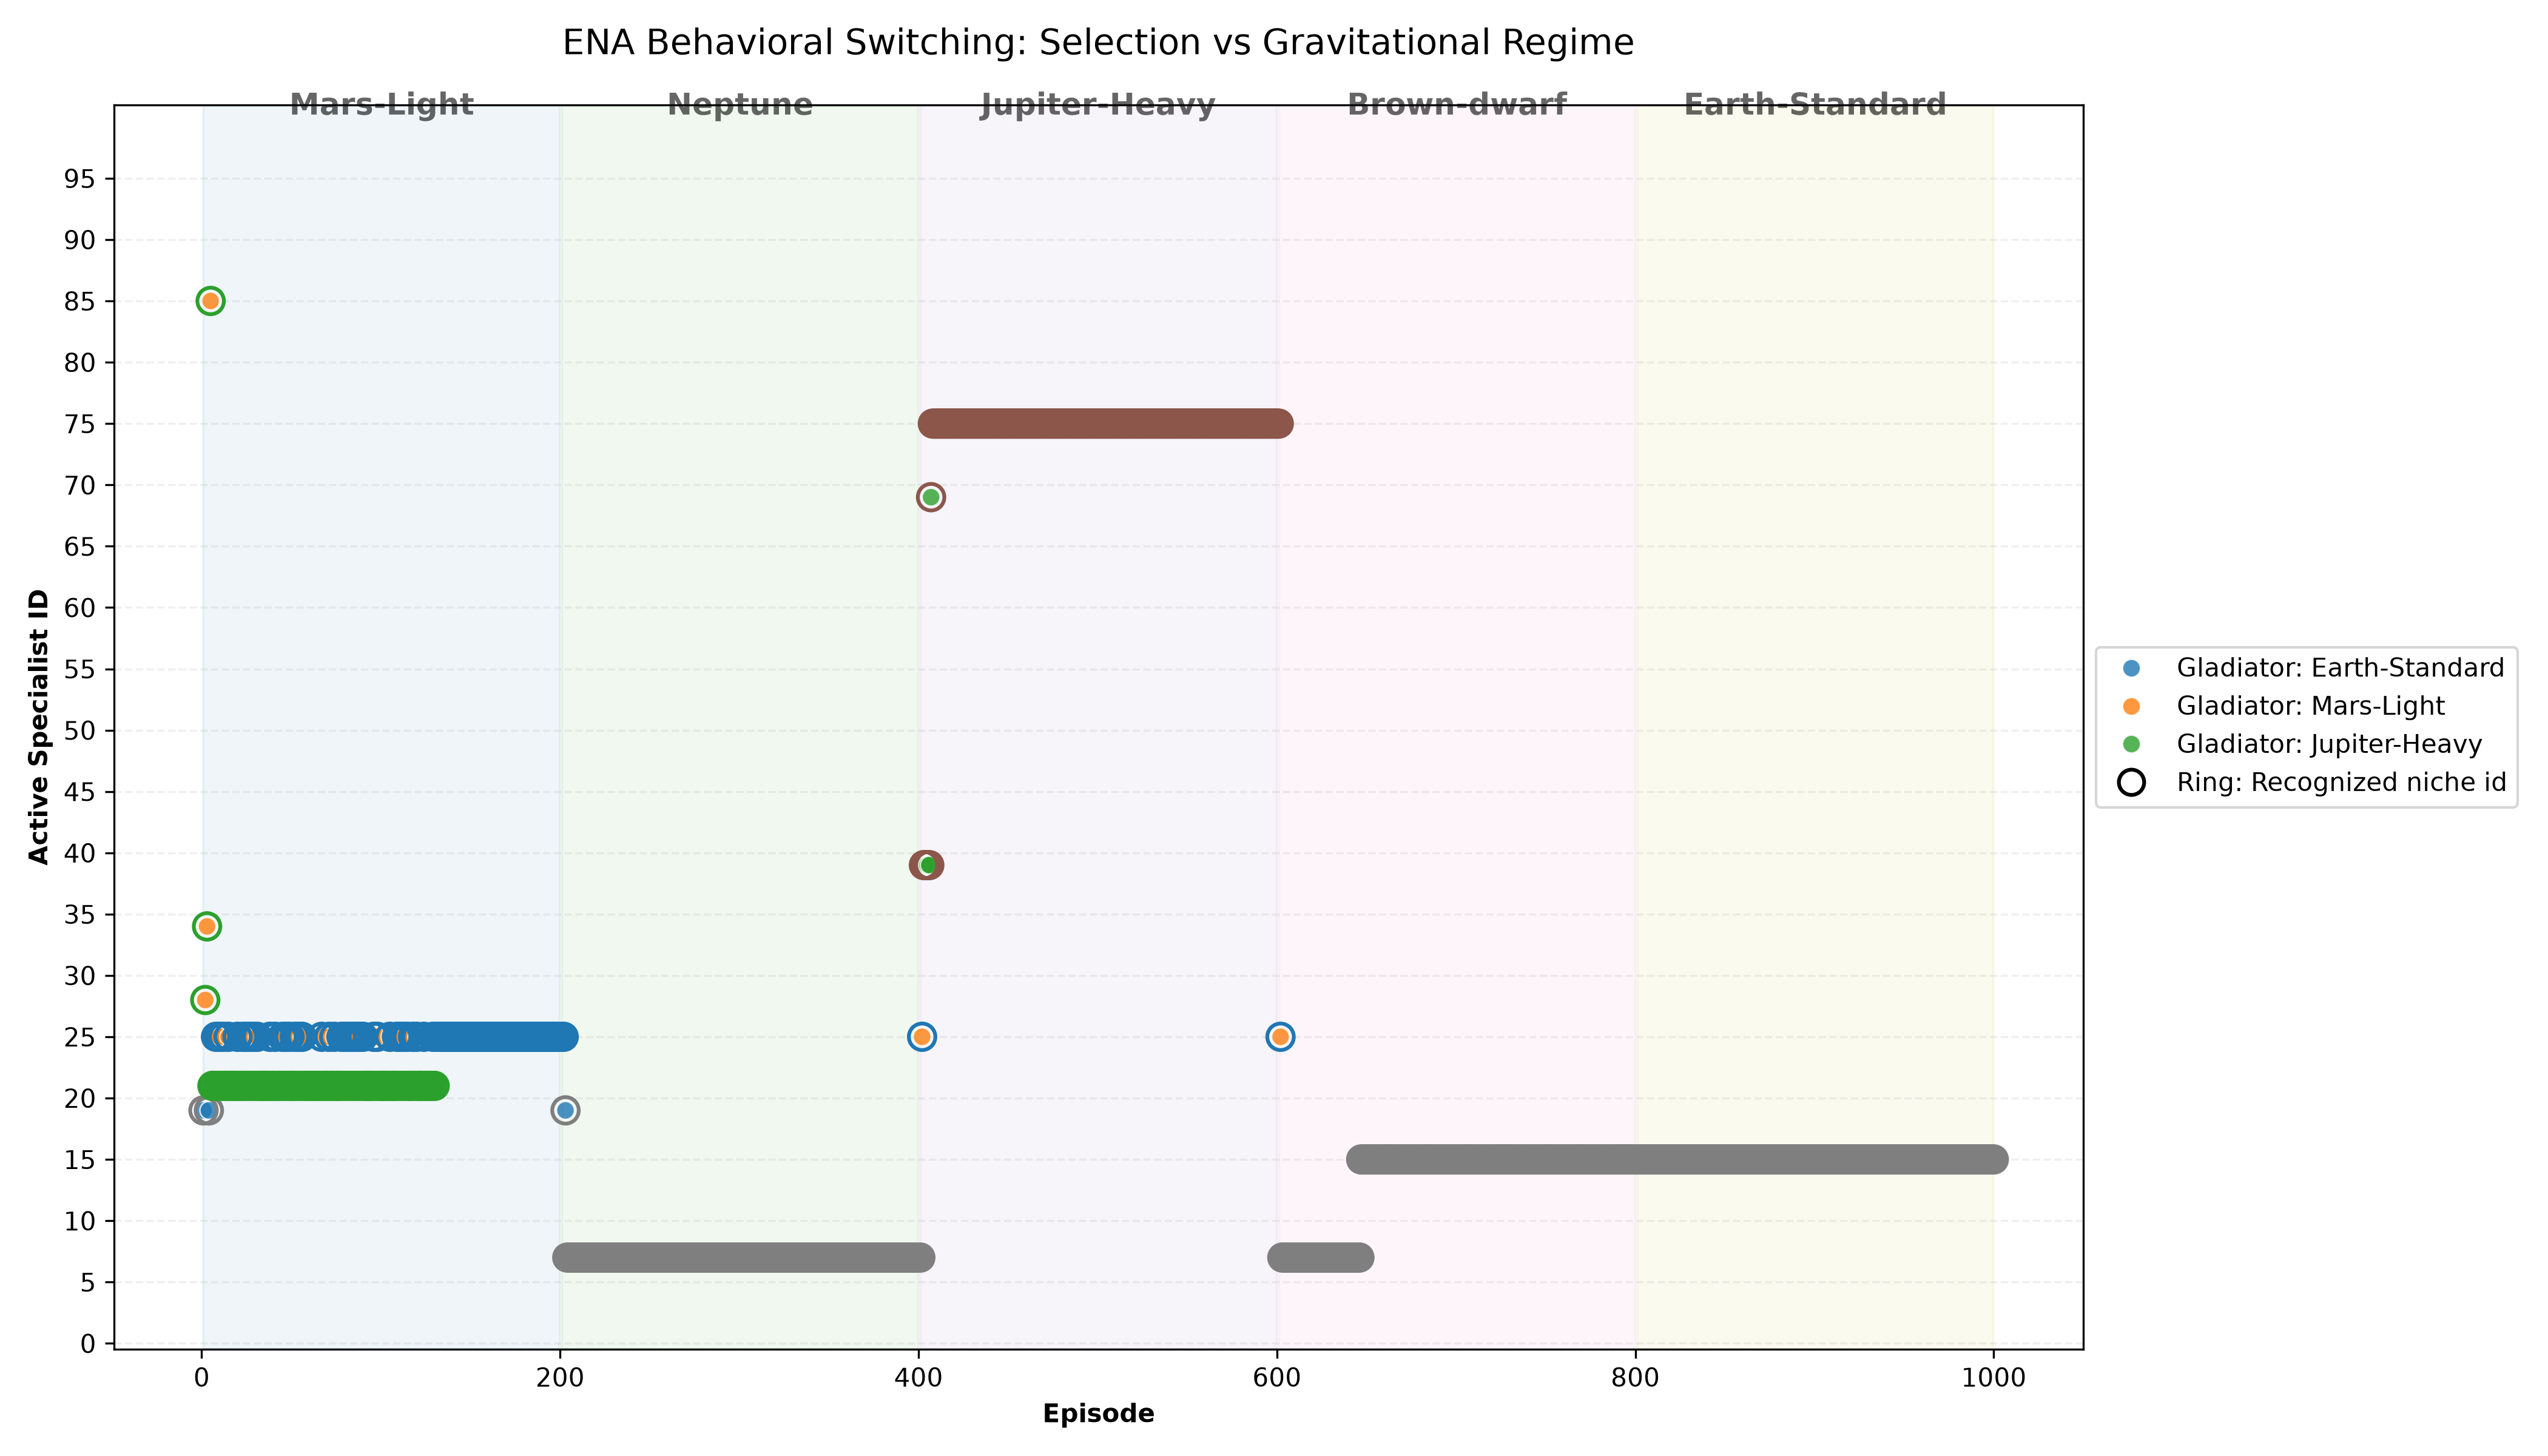 ENA Behavioral Switching: Selection vs Gravitational Regime
Mars-Light Neptune Jupiter-Heavy Brown-dwarf Earth-Standard
95
90
85
80
75
70
65
60
55
50
45
40
35
30
25
20
15
10
5
0
Active Specialist ID
0 200 400 600 800 1000
Episode
Gladiator: Earth-Standard
Gladiator: Mars-Light
Gladiator: Jupiter-Heavy
Ring: Recognized niche id